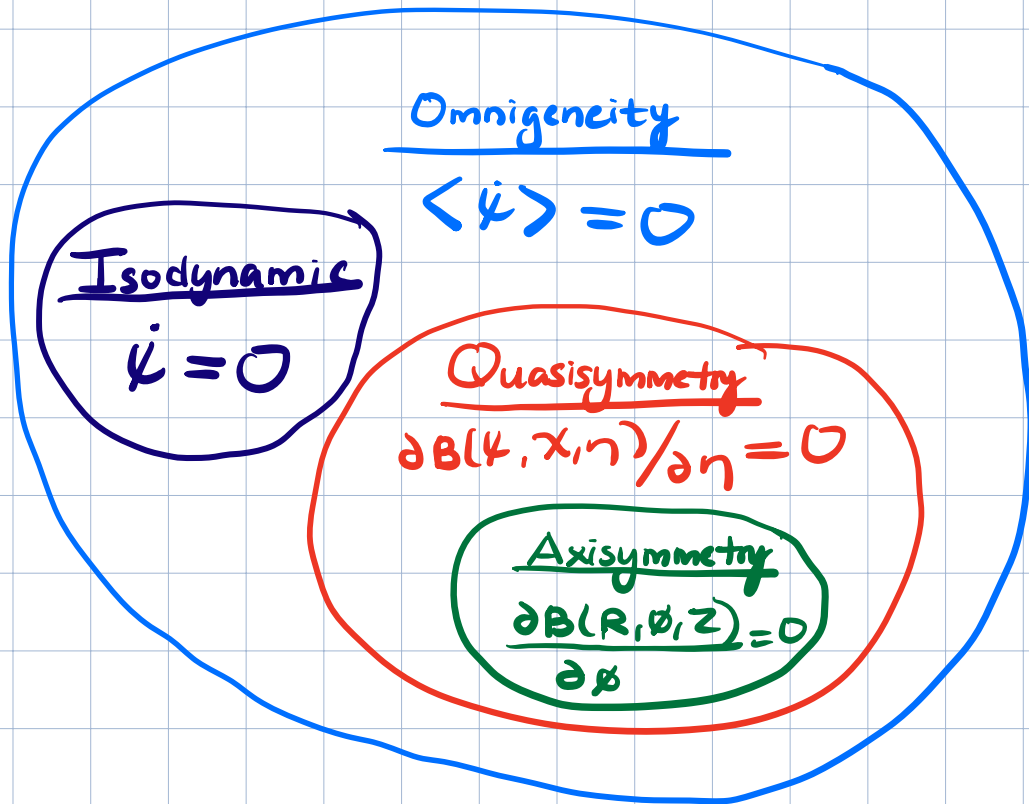 Omnigeneity
<ψ̇> = 0
Isodynamic
ψ̇ = 0
Quasisymmetry
∂B(ψ, χ, η)/∂η = 0
Axisymmetry
∂B(R, ø, Z) = 0
∂ø